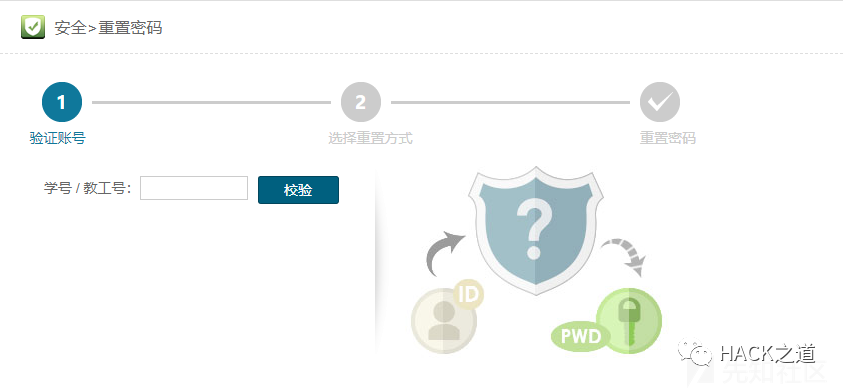 安全>重置密码
1
2
验证账号
选择重置方式
重置密码
学号 / 教工号：
校验
?
ID
PWD
HACK之道
先知社区